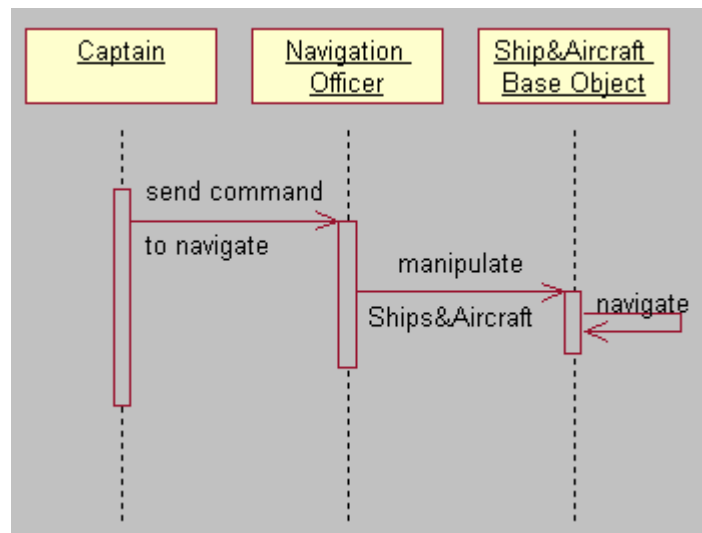 Captain
Navigation
Officer
Ship&Aircraft
Base Object
send command
to navigate
manipulate
Ships&Aircraft
navigate